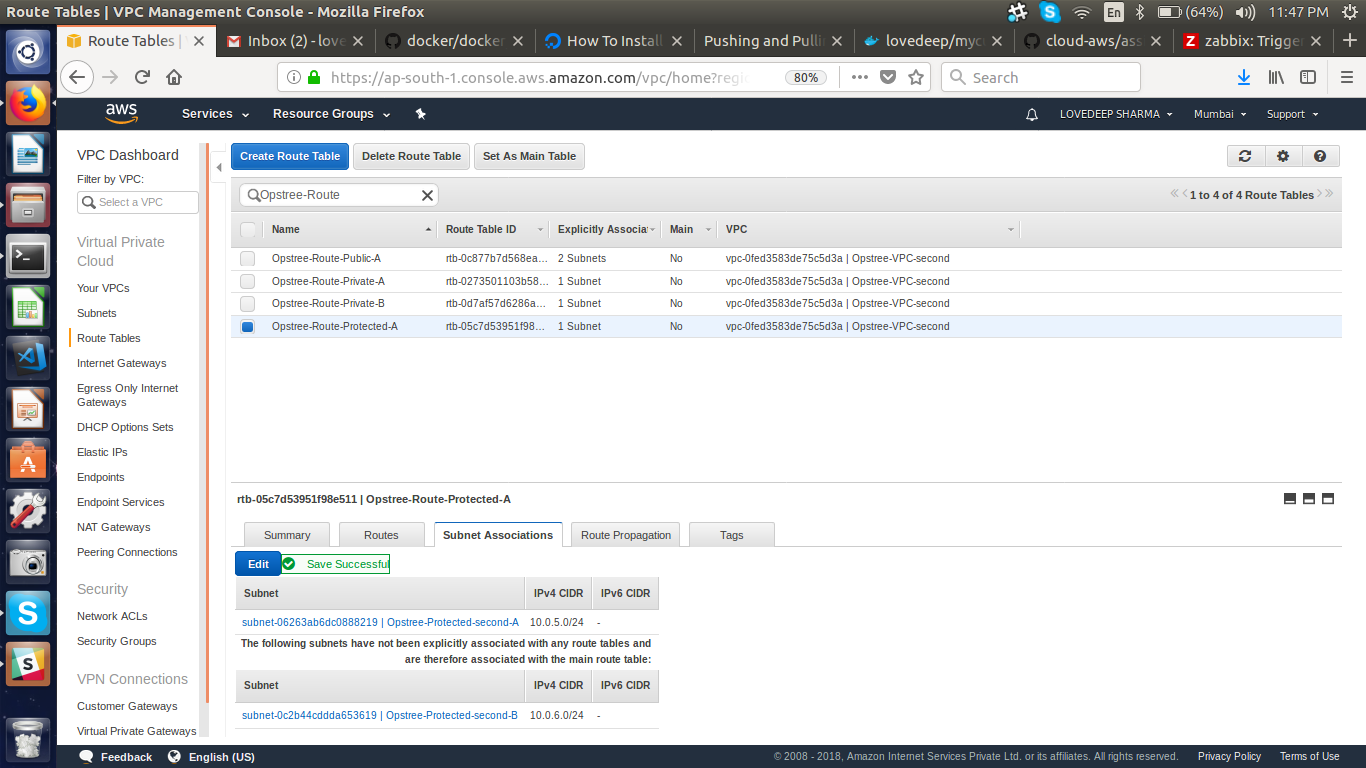 Route Tables | VPC Management Console - Mozilla Firefox
En
(64%)
11:47 PM
Route Tables |
Inbox (2) - love
docker/docker
How To Install
Pushing and Pulli
lovedeep/myc
cloud-aws/ass
Z zabbix: Trigge
https://ap-south-1.console.aws.amazon.com/vpc/home?regi
80%
Search
aws
Services
Resource Groups
LOVEDEEP SHARMA
Mumbai
Support
VPC Dashboard
Filter by VPC:
Select a VPC
Virtual Private
Cloud
Your VPCs
Subnets
Route Tables
Internet Gateways
Egress Only Internet
Gateways
DHCP Options Sets
Elastic IPs
Endpoints
Endpoint Services
NAT Gateways
Peering Connections
Security
Network ACLs
Security Groups
VPN Connections
Customer Gateways
Virtual Private Gateways
Create Route Table
Delete Route Table
Set As Main Table
Opstree-Route
1 to 4 of 4 Route Tables
Name Route Table ID Explicitly Associa Main VPC
Opstree-Route-Public-A rtb-0c877b7d568ea... 2 Subnets No vpc-0fed3583de75c5d3a | Opstree-VPC-second
Opstree-Route-Private-A rtb-0273501103b58... 1 Subnet No vpc-0fed3583de75c5d3a | Opstree-VPC-second
Opstree-Route-Private-B rtb-0d7af57d6286a... 1 Subnet No vpc-0fed3583de75c5d3a | Opstree-VPC-second
Opstree-Route-Protected-A rtb-05c7d53951f98... 1 Subnet No vpc-0fed3583de75c5d3a | Opstree-VPC-second
rtb-05c7d53951f98e511 | Opstree-Route-Protected-A
Summary
Routes
Subnet Associations
Route Propagation
Tags
Edit
Save Successful
Subnet IPv4 CIDR IPv6 CIDR
subnet-06263ab6dc0888219 | Opstree-Protected-second-A 10.0.5.0/24 -
The following subnets have not been explicitly associated with any route tables and
are therefore associated with the main route table:
Subnet IPv4 CIDR IPv6 CIDR
subnet-0c2b44cddda653619 | Opstree-Protected-second-B 10.0.6.0/24 -
Feedback
English (US)
© 2008 - 2018, Amazon Internet Services Private Ltd. or its affiliates. All rights reserved.
Privacy Policy
Terms of Use